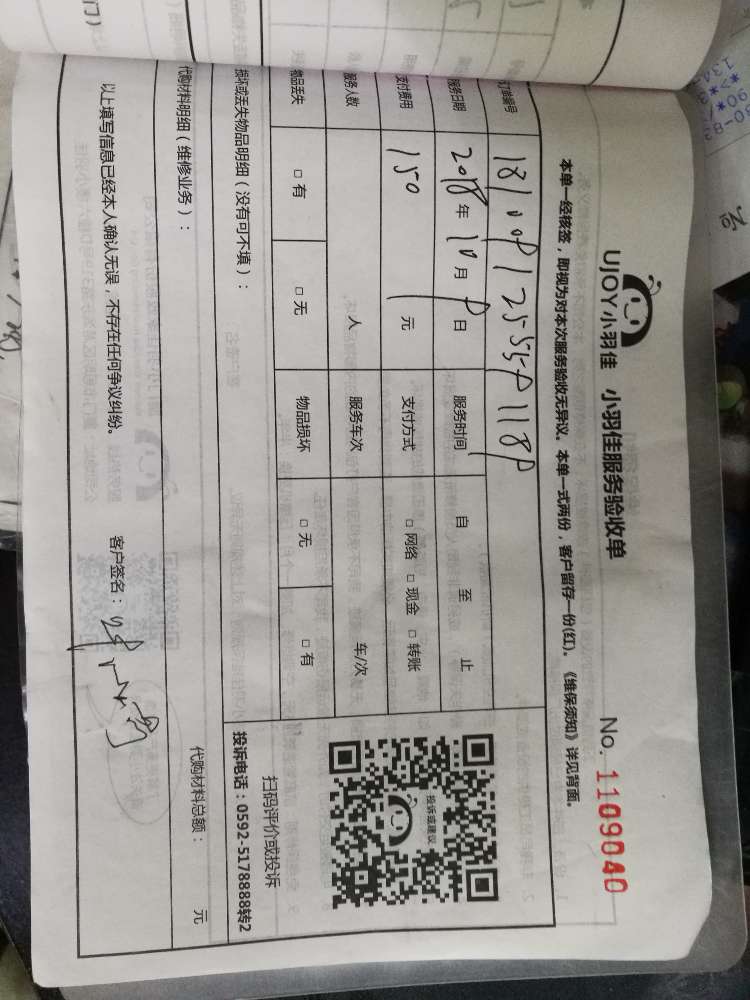 UJOY小羽佳 小羽佳服务验收单 No. 1109040
本单一经核签，即视为对本次服务验收无异议。本单一式两份，客户留存一份(红)。《维保须知》详见背面。
订单编号
服务日期 2018年10月9日 服务时间 自 至 止
支付费用 150 元 支付方式 □ 网络 □ 现金 □ 转账
服务人数 人 服务车次 车/次
物品丢失 □ 有 □ 无 物品损坏 □ 无 □ 有
投诉或建议
扫码评价或投诉
投诉电话：0592-5178888转2
损坏或丢失物品明细（没有可不填）：
代购材料明细（维修业务）： 代购材料总额： 元
以上填写信息已经本人确认无误，不存在任何争议纠纷。 客户签名：